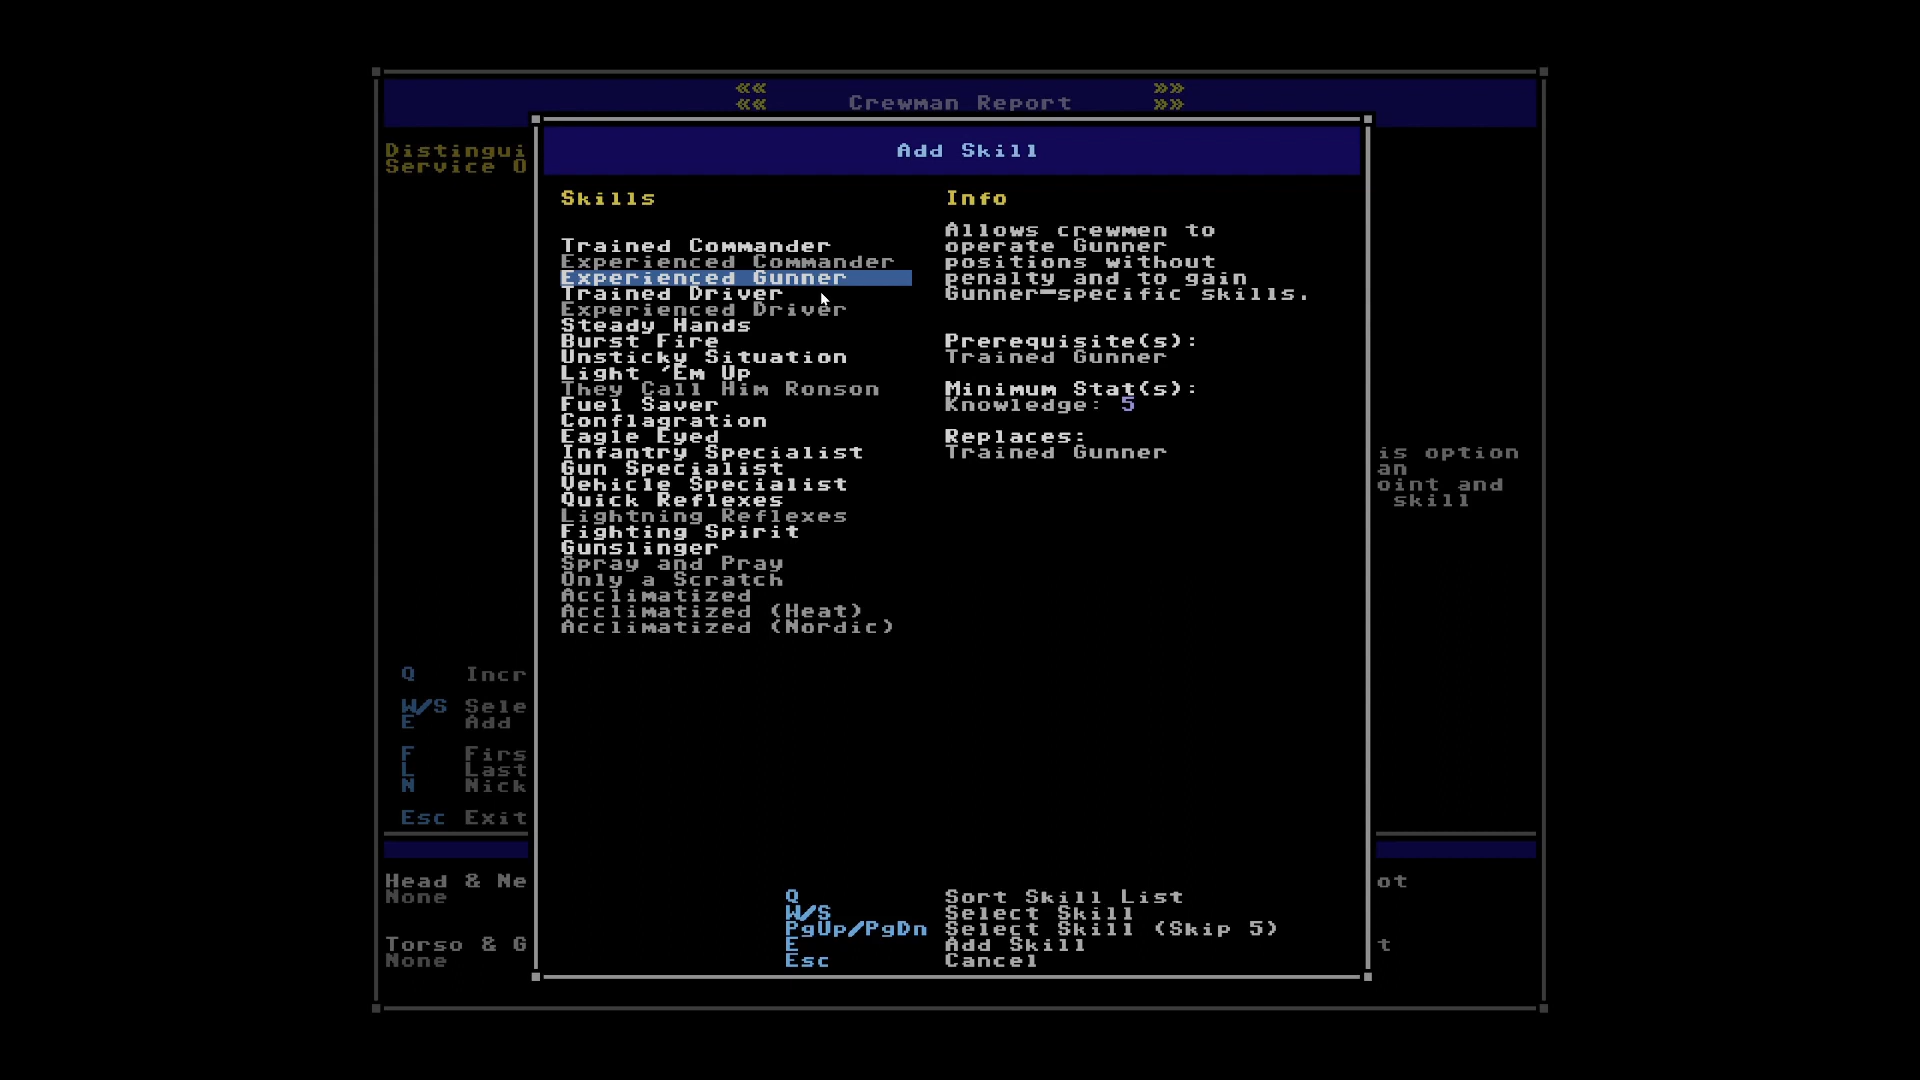 «« »»
«« Crewman Report »»
Distingui
Service O
Add Skill
Skills
Trained Commander
Experienced Commander
Experienced Gunner
Trained Driver
Experienced Driver
Steady Hands
Burst Fire
Unsticky Situation
Light 'Em Up
They Call Him Ronson
Fuel Saver
Conflagration
Eagle Eyed
Infantry Specialist
Gun Specialist
Vehicle Specialist
Quick Reflexes
Lightning Reflexes
Fighting Spirit
Gunslinger
Spray and Pray
Only a Scratch
Acclimatized
Acclimatized (Heat)
Acclimatized (Nordic)
Info
Allows crewmen to
operate Gunner
positions without
penalty and to gain
Gunner-specific skills.
Prerequisite(s):
Trained Gunner
Minimum Stat(s):
Knowledge: 5
Replaces:
Trained Gunner
is option
an
oint and
skill
Q Incr
W/S Sele
E Add
F Firs
L Last
N Nick
Esc Exit
Head & Ne
None
Torso & G
None
ot
t
Q Sort Skill List
W/S Select Skill
PgUp/PgDn Select Skill (Skip 5)
E Add Skill
Esc Cancel